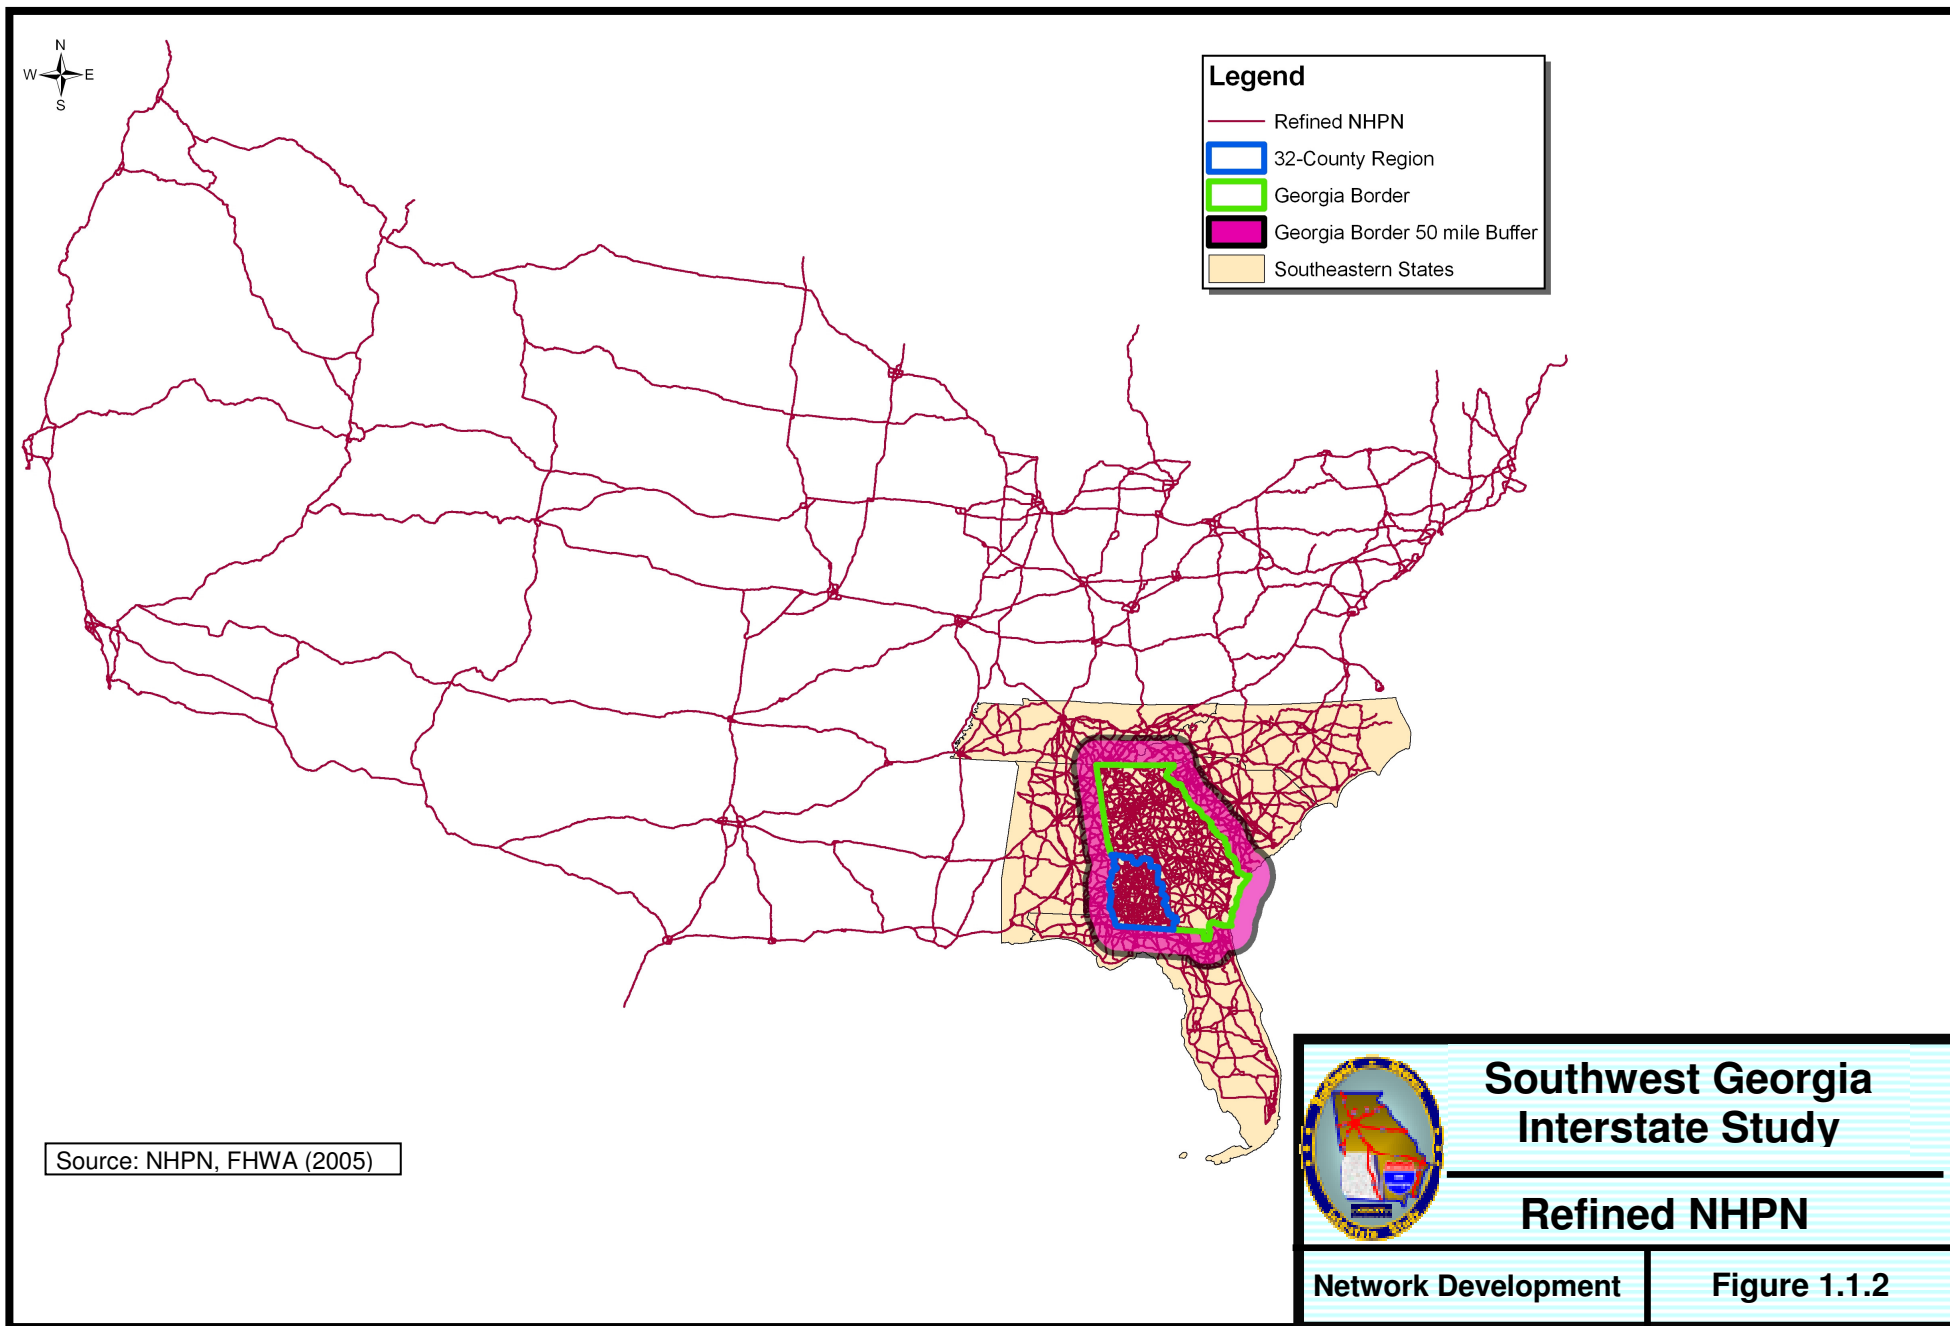 N
W E
S
Legend
Refined NHPN
32-County Region
Georgia Border
Georgia Border 50 mile Buffer
Southeastern States
Source: NHPN, FHWA (2005)
Southwest Georgia
Interstate Study
Refined NHPN
Network Development
Figure 1.1.2